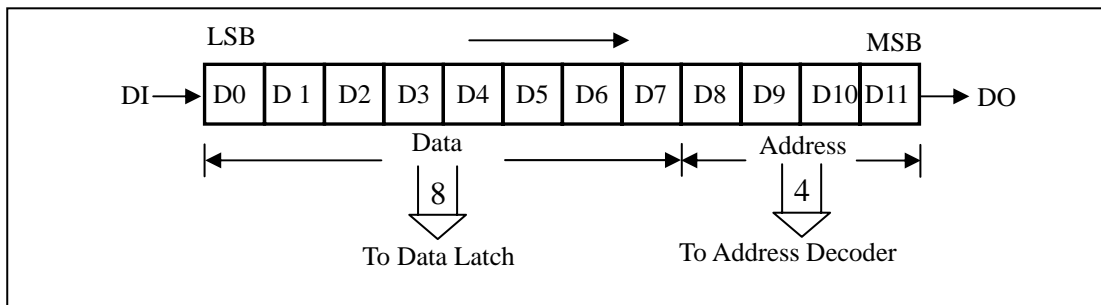 LSB MSB
DI D0 D 1 D2 D3 D4 D5 D6 D7 D8 D9 D10 D11 DO
Data Address
8 4
To Data Latch To Address Decoder